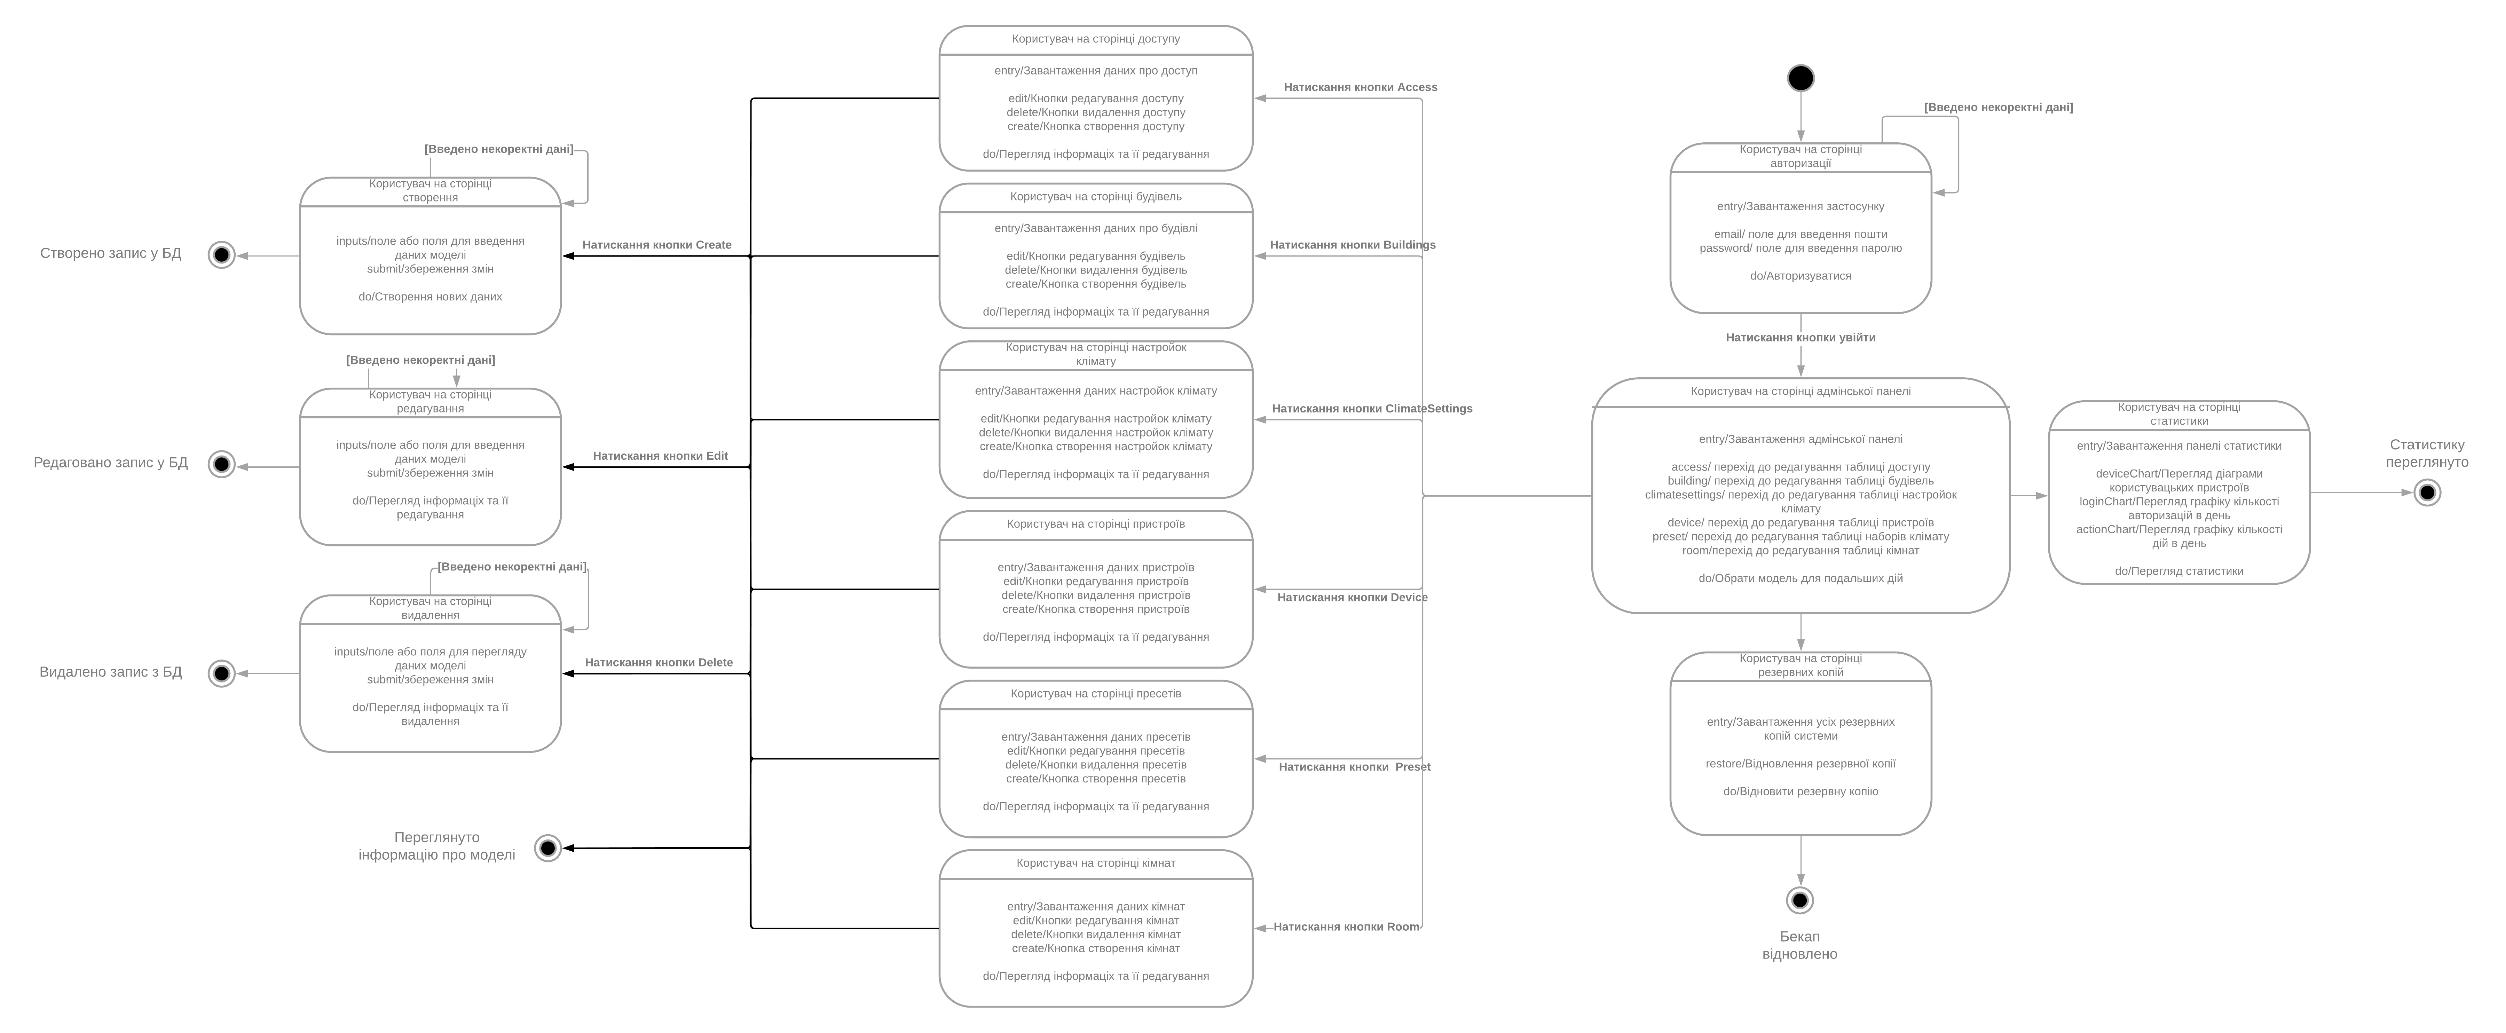 Створено запис у БД
[Введено некоректні дані]
Користувач на сторінці
створення
inputs/поле або поля для введення
даних моделі
submit/збереження змін
do/Створення нових даних
Натискання кнопки Create
Редаговано запис у БД
[Введено некоректні дані]
Користувач на сторінці
редагування
inputs/поле або поля для введення
даних моделі
submit/збереження змін
do/Перегляд інформаціх та її
редагування
Натискання кнопки Edit
Видалено запис з БД
[Введено некоректні дані]
Користувач на сторінці
видалення
inputs/поле або поля для перегляду
даних моделі
submit/збереження змін
do/Перегляд інформаціх та її
видалення
Натискання кнопки Delete
Переглянуто
інформацію про моделі
Користувач на сторінці доступу
entry/Завантаження даних про доступ
edit/Кнопки редагування доступу
delete/Кнопки видалення доступу
create/Кнопка створення доступу
do/Перегляд інформаціх та її редагування
Натискання кнопки Access
Користувач на сторінці будівель
entry/Завантаження даних про будівлі
edit/Кнопки редагування будівель
delete/Кнопки видалення будівель
create/Кнопка створення будівель
do/Перегляд інформаціх та її редагування
Натискання кнопки Buildings
Користувач на сторінці настройок
клімату
entry/Завантаження даних настройок клімату
edit/Кнопки редагування настройок клімату
delete/Кнопки видалення настройок клімату
create/Кнопка створення настройок клімату
do/Перегляд інформаціх та її редагування
Натискання кнопки ClimateSettings
Користувач на сторінці пристроїв
entry/Завантаження даних пристроїв
edit/Кнопки редагування пристроїв
delete/Кнопки видалення пристроїв
create/Кнопка створення пристроїв
do/Перегляд інформаціх та її редагування
Натискання кнопки Device
Користувач на сторінці пресетів
entry/Завантаження даних пресетів
edit/Кнопки редагування пресетів
delete/Кнопки видалення пресетів
create/Кнопка створення пресетів
do/Перегляд інформаціх та її редагування
Натискання кнопки Preset
Користувач на сторінці кімнат
entry/Завантаження даних кімнат
edit/Кнопки редагування кімнат
delete/Кнопки видалення кімнат
create/Кнопка створення кімнат
do/Перегляд інформаціх та її редагування
Натискання кнопки Room
[Введено некоректні дані]
Користувач на сторінці
авторизації
entry/Завантаження застосунку
email/ поле для введення пошти
password/ поле для введення паролю
do/Авторизуватися
Натискання кнопки увійти
Користувач на сторінці адмінської панелі
entry/Завантаження адмінської панелі
access/ перехід до редагування таблиці доступу
building/ перехід до редагування таблиці будівель
climatesettings/ перехід до редагування таблиці настройок
клімату
device/ перехід до редагування таблиці пристроїв
preset/ перехід до редагування таблиці наборів клімату
room/перехід до редагування таблиці кімнат
do/Обрати модель для подальших дій
Користувач на сторінці
статистики
entry/Завантаження панелі статистики
deviceChart/Перегляд діаграми
користувацьких пристроїв
loginChart/Перегляд графіку кількості
авторизацій в день
actionChart/Перегляд графіку кількості
дій в день
do/Перегляд статистики
Статистику
переглянуто
Користувач на сторінці
резервних копій
entry/Завантаження усіх резервних
копій системи
restore/Відновлення резервної копії
do/Відновити резервну копію
Бекап
відновлено